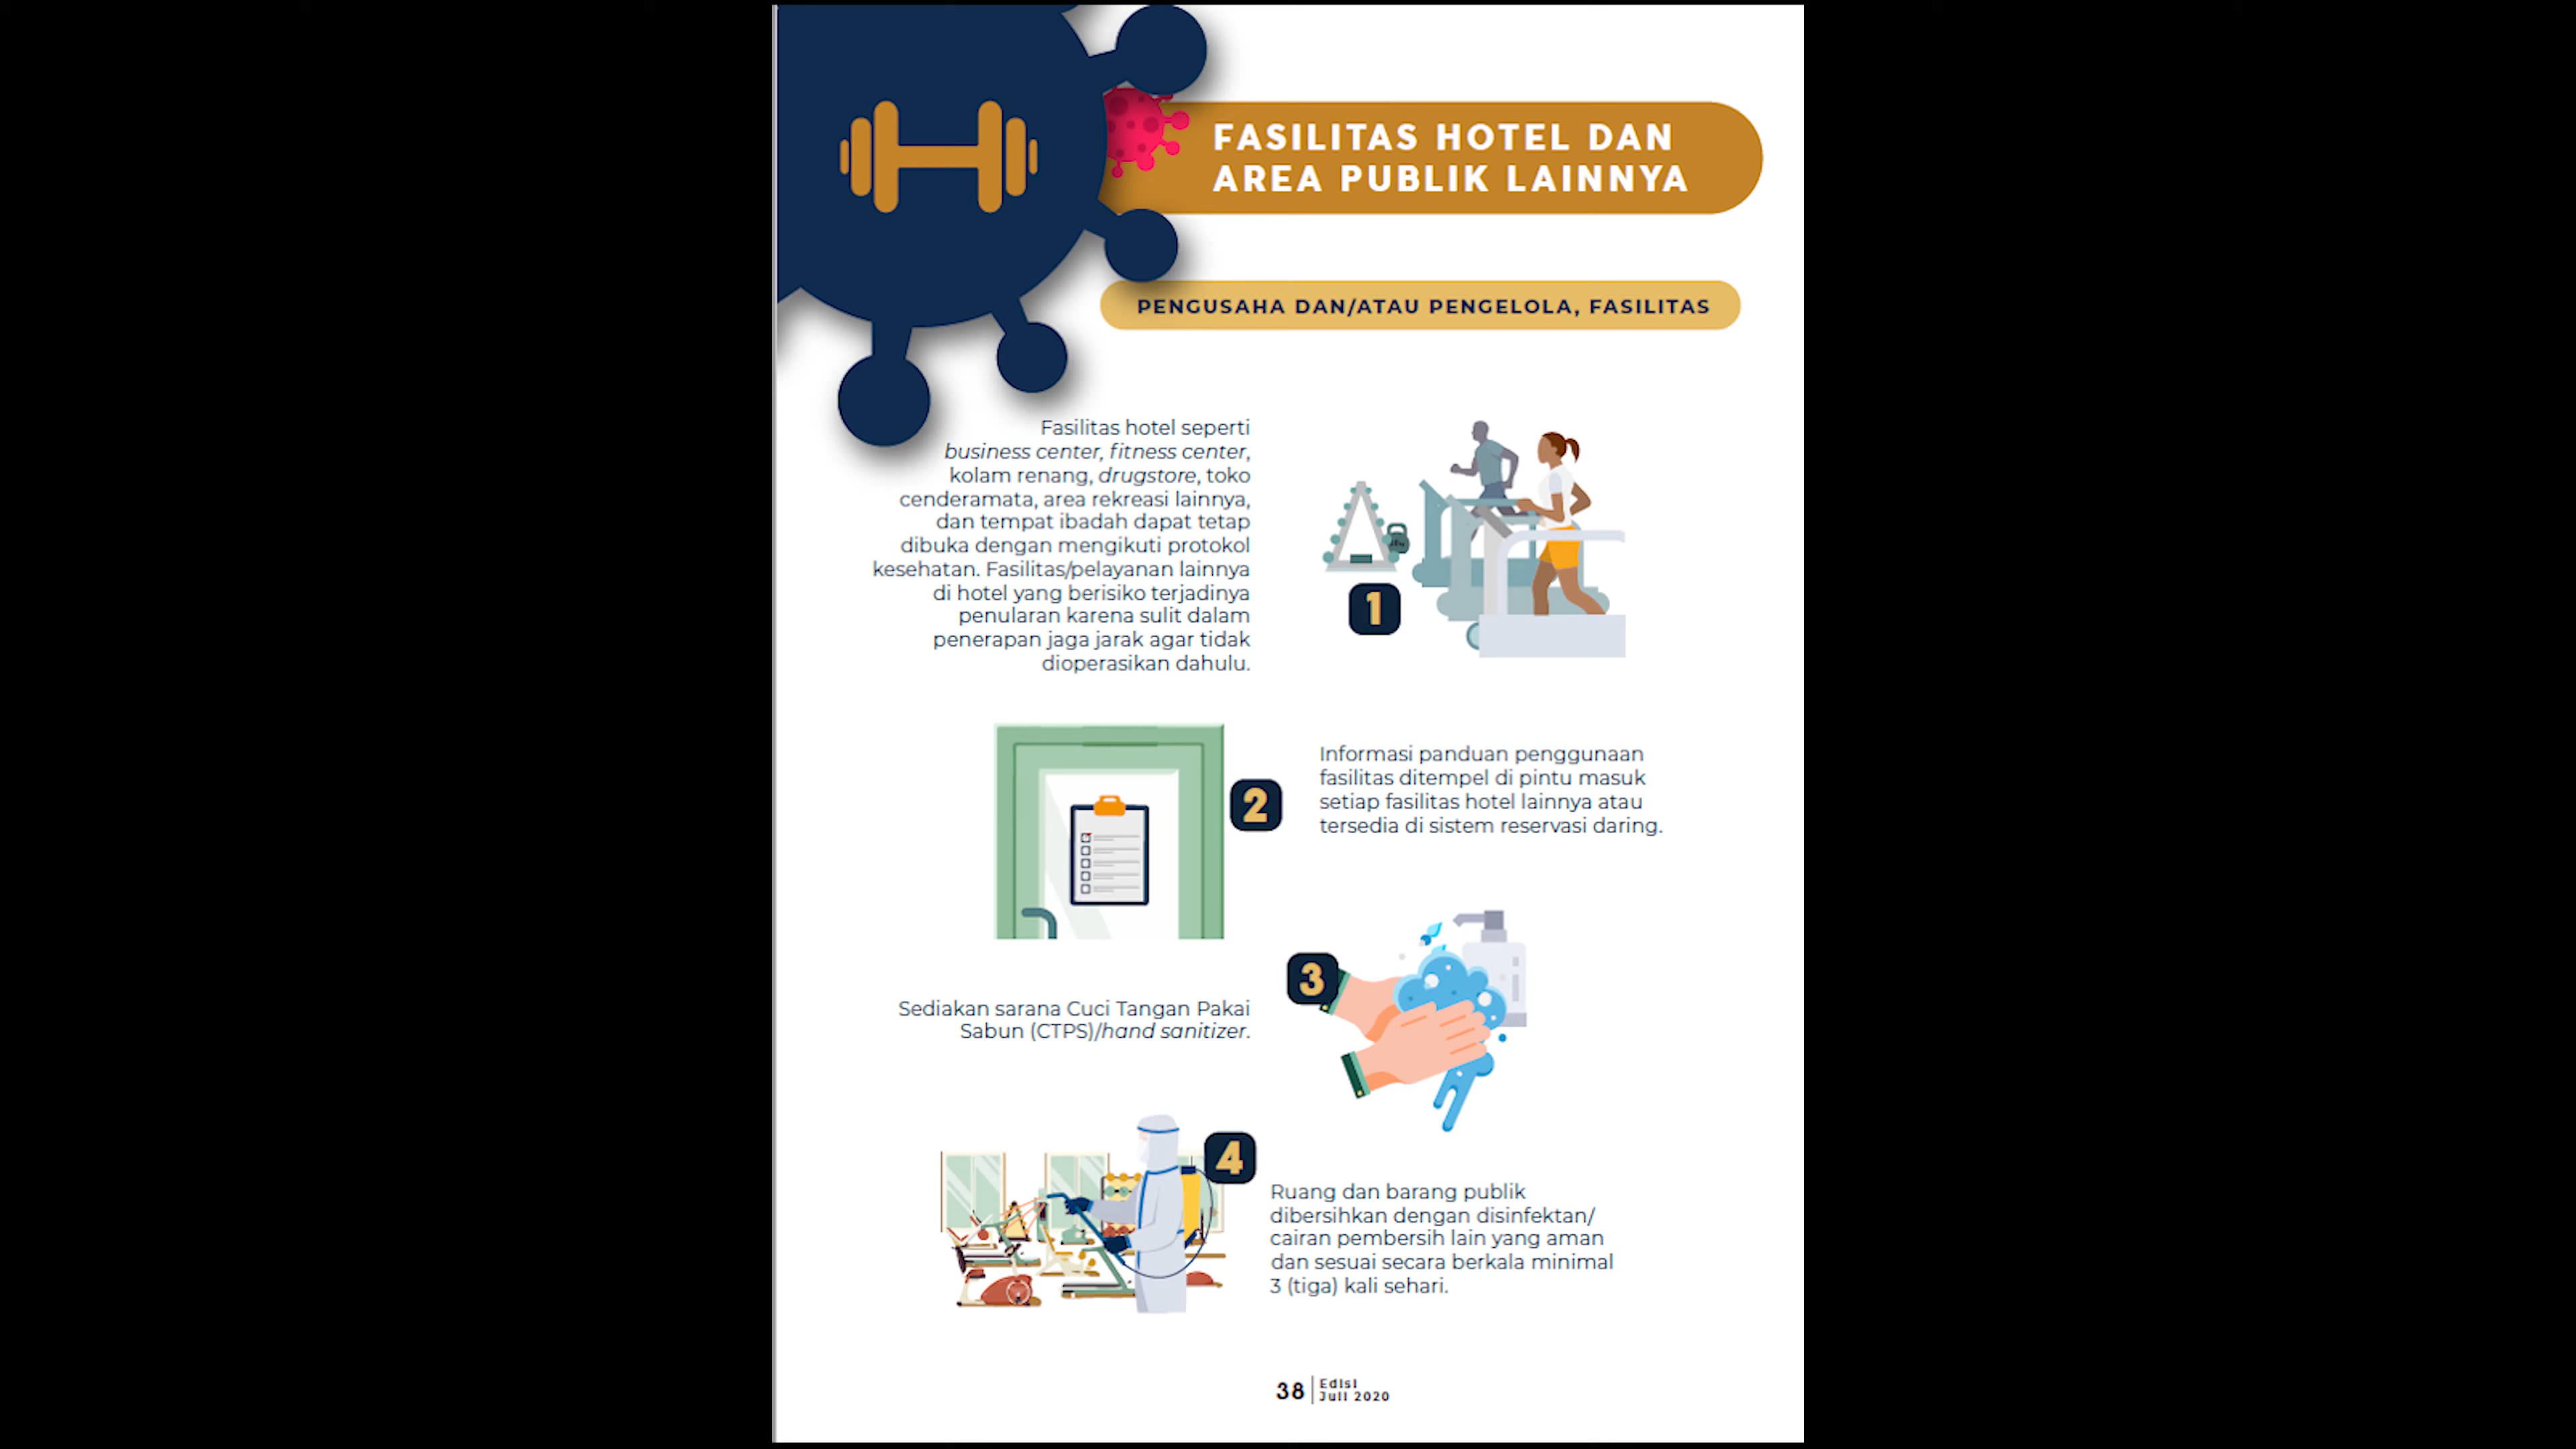 FASILITAS HOTEL DAN
AREA PUBLIK LAINNYA
PENGUSAHA DAN/ATAU PENGELOLA, FASILITAS
Fasilitas hotel seperti
business center, fitness center,
kolam renang, drugstore, toko
cenderamata, area rekreasi lainnya,
dan tempat ibadah dapat tetap
dibuka dengan mengikuti protokol
kesehatan. Fasilitas/pelayanan lainnya
di hotel yang berisiko terjadinya
penularan karena sulit dalam
penerapan jaga jarak agar tidak
dioperasikan dahulu.
1
2
Informasi panduan penggunaan
fasilitas ditempel di pintu masuk
setiap fasilitas hotel lainnya atau
tersedia di sistem reservasi daring.
3
Sediakan sarana Cuci Tangan Pakai
Sabun (CTPS)/hand sanitizer.
4
Ruang dan barang publik
dibersihkan dengan disinfektan/
cairan pembersih lain yang aman
dan sesuai secara berkala minimal
3 (tiga) kali sehari.
38
Edisi
Juli 2020